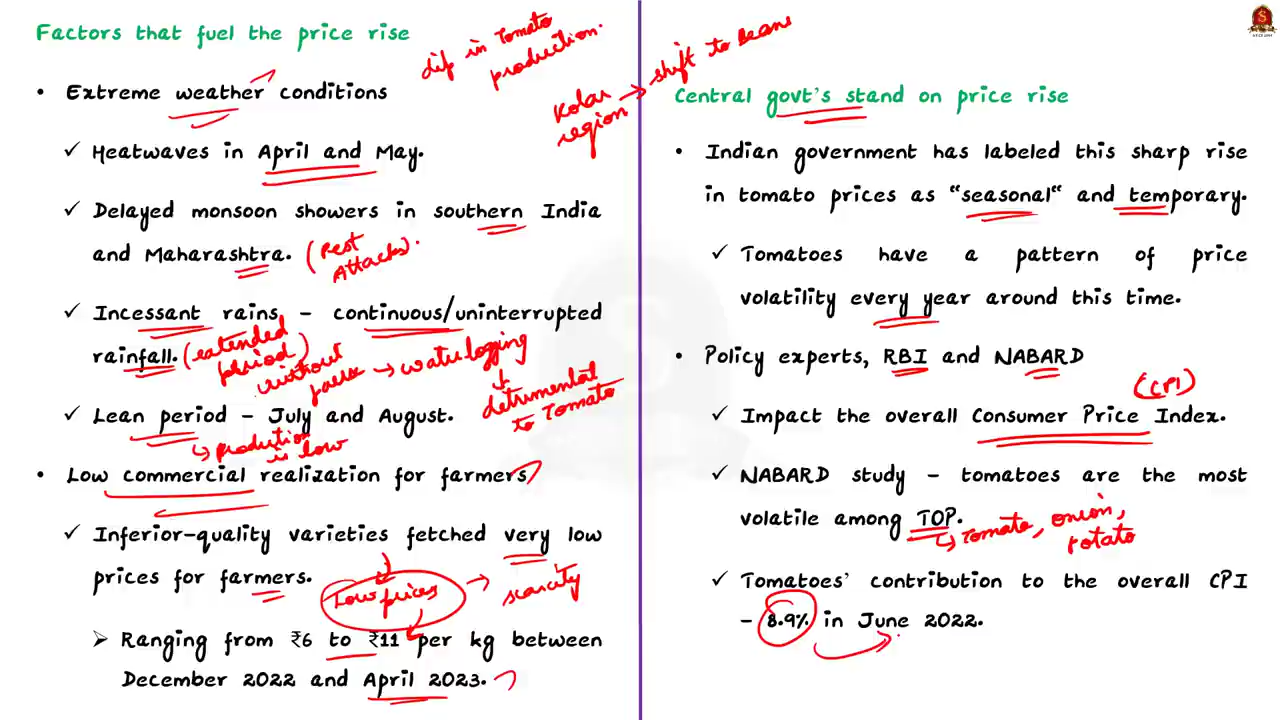 Factors that fuel the price rise
dif in Tomato
production.
• Extreme weather conditions
✓ Heatwaves in April and May.
✓ Delayed monsoon showers in southern India
and Maharashtra. (Pest
Attacks).
✓ Incessant rains - continuous/uninterrupted
rainfall. (extended
period)
without
→ waterlogging
detrimental
to Tomato
✓ Lean period - July and August.
production
is low
• Low commercial realization for farmers
✓ Inferior-quality varieties fetched very low
prices for farmers.
Low prices → scarcity
➢ Ranging from ₹6 to ₹11 per kg between
December 2022 and April 2023.
Kolar
region → shift to Beans
Central govt's stand on price rise
• Indian government has labeled this sharp rise
in tomato prices as "seasonal" and temporary.
✓ Tomatoes have a pattern of price
volatility every year around this time.
• Policy experts, RBI and NABARD
(CPI)
✓ Impact the overall Consumer Price Index.
✓ NABARD study - tomatoes are the most
volatile among TOP.
Tomato, onion,
potato
✓ Tomatoes' contribution to the overall CPI
- 8.9% in June 2022.